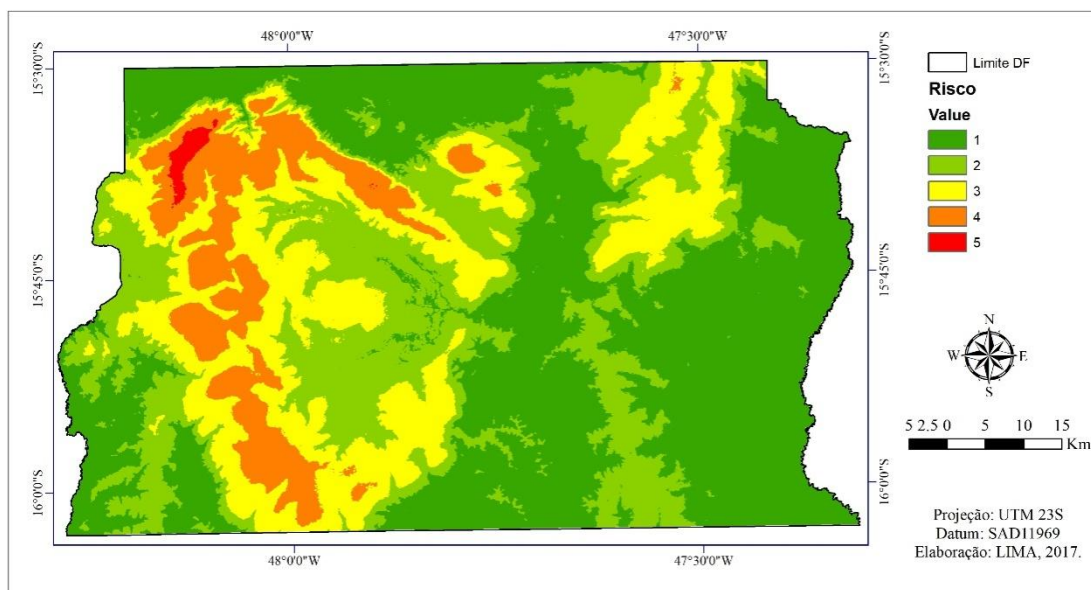 48°0'0"W
47°30'0"W
15°30'0"S
15°30'0"S
Limite DF
Risco
Value
1
2
3
4
5
15°45'0"S
15°45'0"S
N
W
E
S
5 2.5 0 5 10 15
Km
16°0'0"S
16°0'0"S
Projeção: UTM 23S
Datum: SAD11969
Elaboração: LIMA, 2017.
48°0'0"W
47°30'0"W